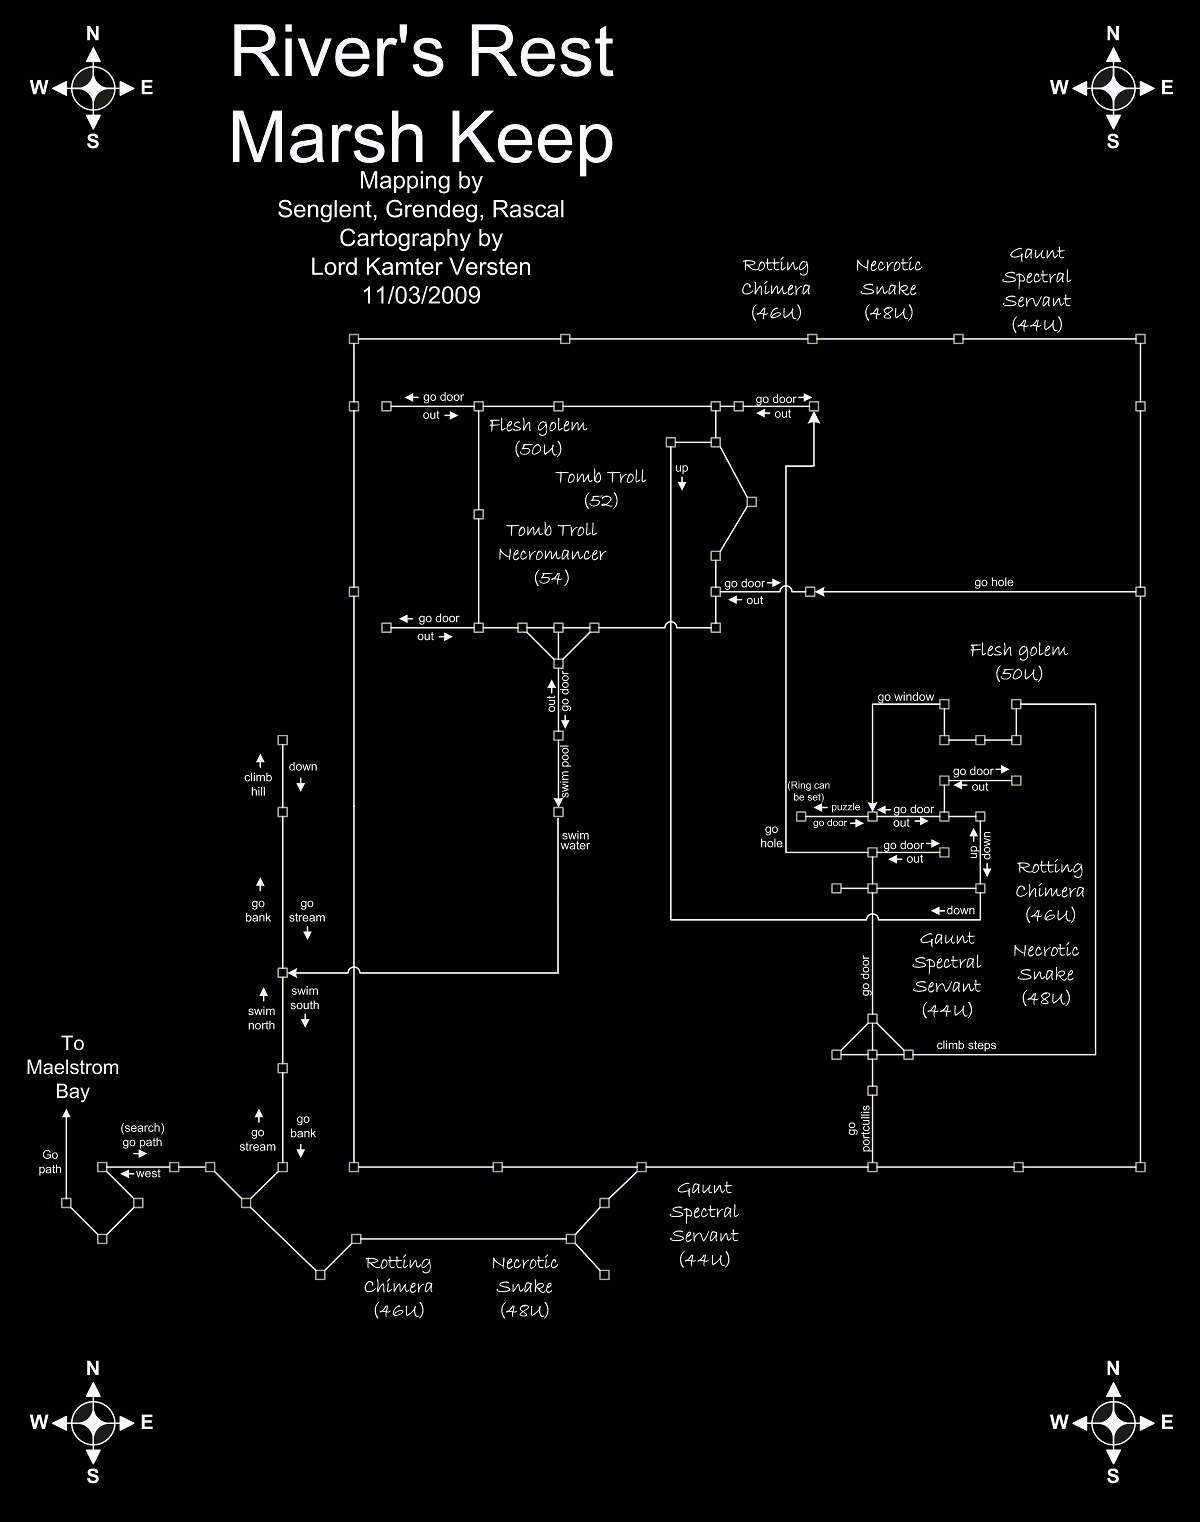 N
W E
S
River's Rest
Marsh Keep
Mapping by
Senglent, Grendeg, Rascal
Cartography by
Lord Kamter Versten
11/03/2009
N
W E
S
Rotting
Chimera
(46U)
Necrotic
Snake
(48U)
Gaunt
Spectral
Servant
(44U)
go door
out
Flesh golem
(50U)
go door
out
Tomb Troll
(52)
up
Tomb Troll
Necromancer
(54)
go door
out
go hole
go door
out
out
go door
swim pool
swim
water
Flesh golem
(50U)
go window
go door
out
(Ring can
be set)
puzzle
go door
go door
out
go
hole
go door
out
up
down
down
Rotting
Chimera
(46U)
Gaunt
Spectral
Servant
(44U)
Necrotic
Snake
(48U)
go door
climb steps
go
portcullis
climb
hill
down
go
bank
go
stream
swim
north
swim
south
go
stream
go
bank
To
Maelstrom
Bay
Go
path
(search)
go path
west
Rotting
Chimera
(46U)
Necrotic
Snake
(48U)
Gaunt
Spectral
Servant
(44U)
N
W E
S
N
W E
S